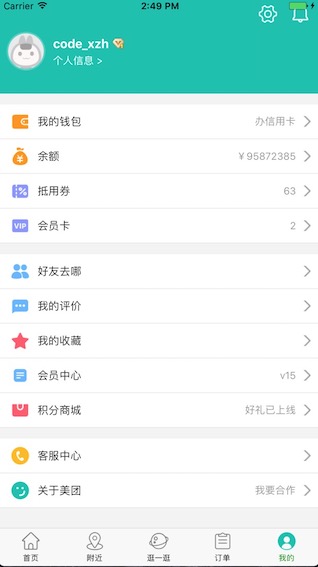 Carrier 2:49 PM
code_xzh
个人信息 >
我的钱包 办信用卡 >
余额 ￥95872385 >
抵用券 63 >
会员卡 2 >
好友去哪 >
我的评价 >
我的收藏 >
会员中心 v15 >
积分商城 好礼已上线 >
客服中心 >
关于美团 我要合作 >
首页 附近 逛一逛 订单 我的